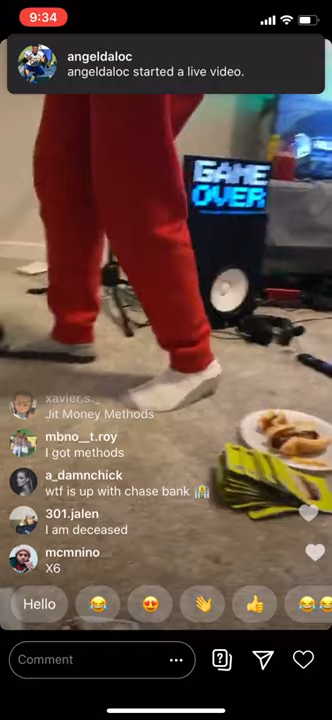 9:34
angeldaloc
angeldaloc started a live video.
GAME
OVER
xavier.s._
Jit Money Methods
mbno__t.roy
I got methods
a_damnchick
wtf is up with chase bank
301.jalen
I am deceased
mcmnino
X6
Hello
Comment